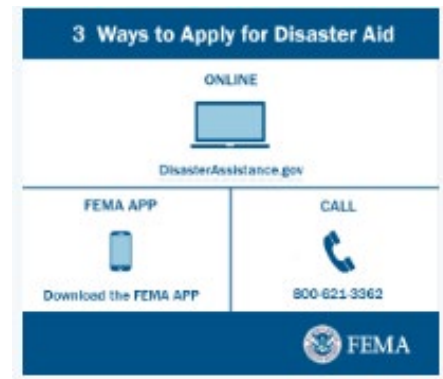 3 Ways to Apply for Disaster Aid
ONLINE
DisasterAssistance.gov
FEMA APP
Download the FEMA APP
CALL
800-621-3362
FEMA